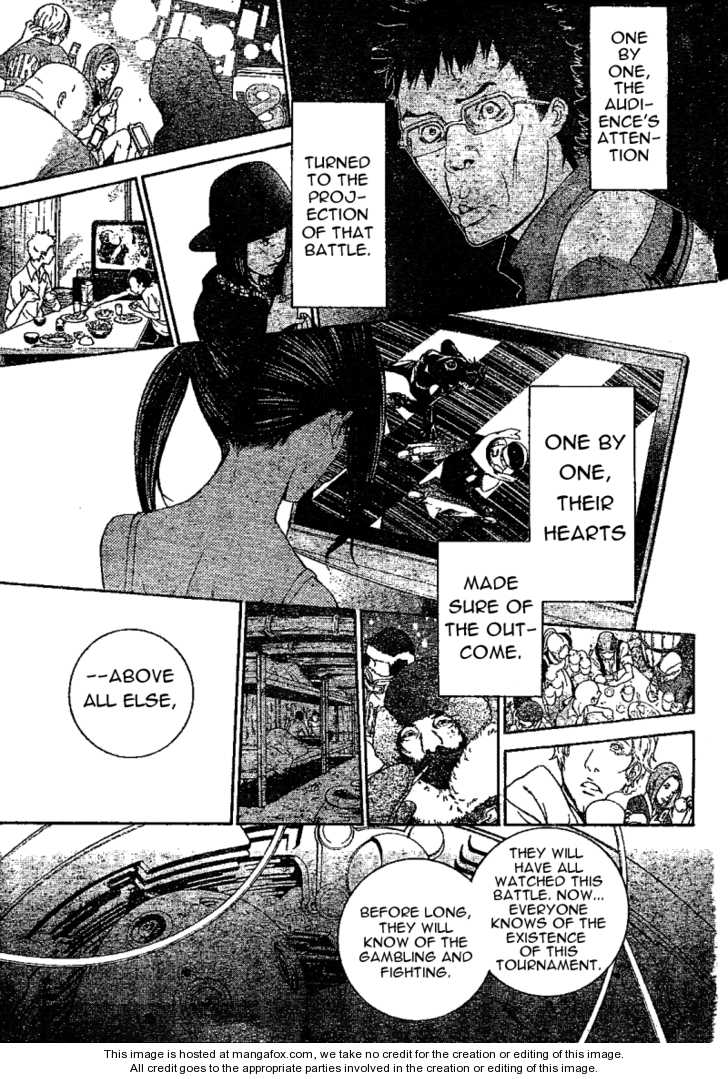 ONE
BY
ONE,
THE
AUDI-
ENCE'S
ATTEN-
TION
TURNED
TO THE
PROJ-
ECTION
OF THAT
BATTLE.
ONE BY
ONE,
THEIR
HEARTS
MADE
SURE OF
THE OUT-
COME.
--ABOVE
ALL ELSE,
THEY WILL
HAVE ALL
WATCHED THIS
BATTLE. NOW...
EVERYONE
KNOWS OF THE
EXISTENCE
OF THIS
TOURNAMENT.
BEFORE LONG,
THEY WILL
KNOW OF THE
GAMBLING AND
FIGHTING.
This image is hosted at mangafox.com, we take no credit for the creation or editing of this image.
All credit goes to the appropriate parties involved in the creation or editing of this image.